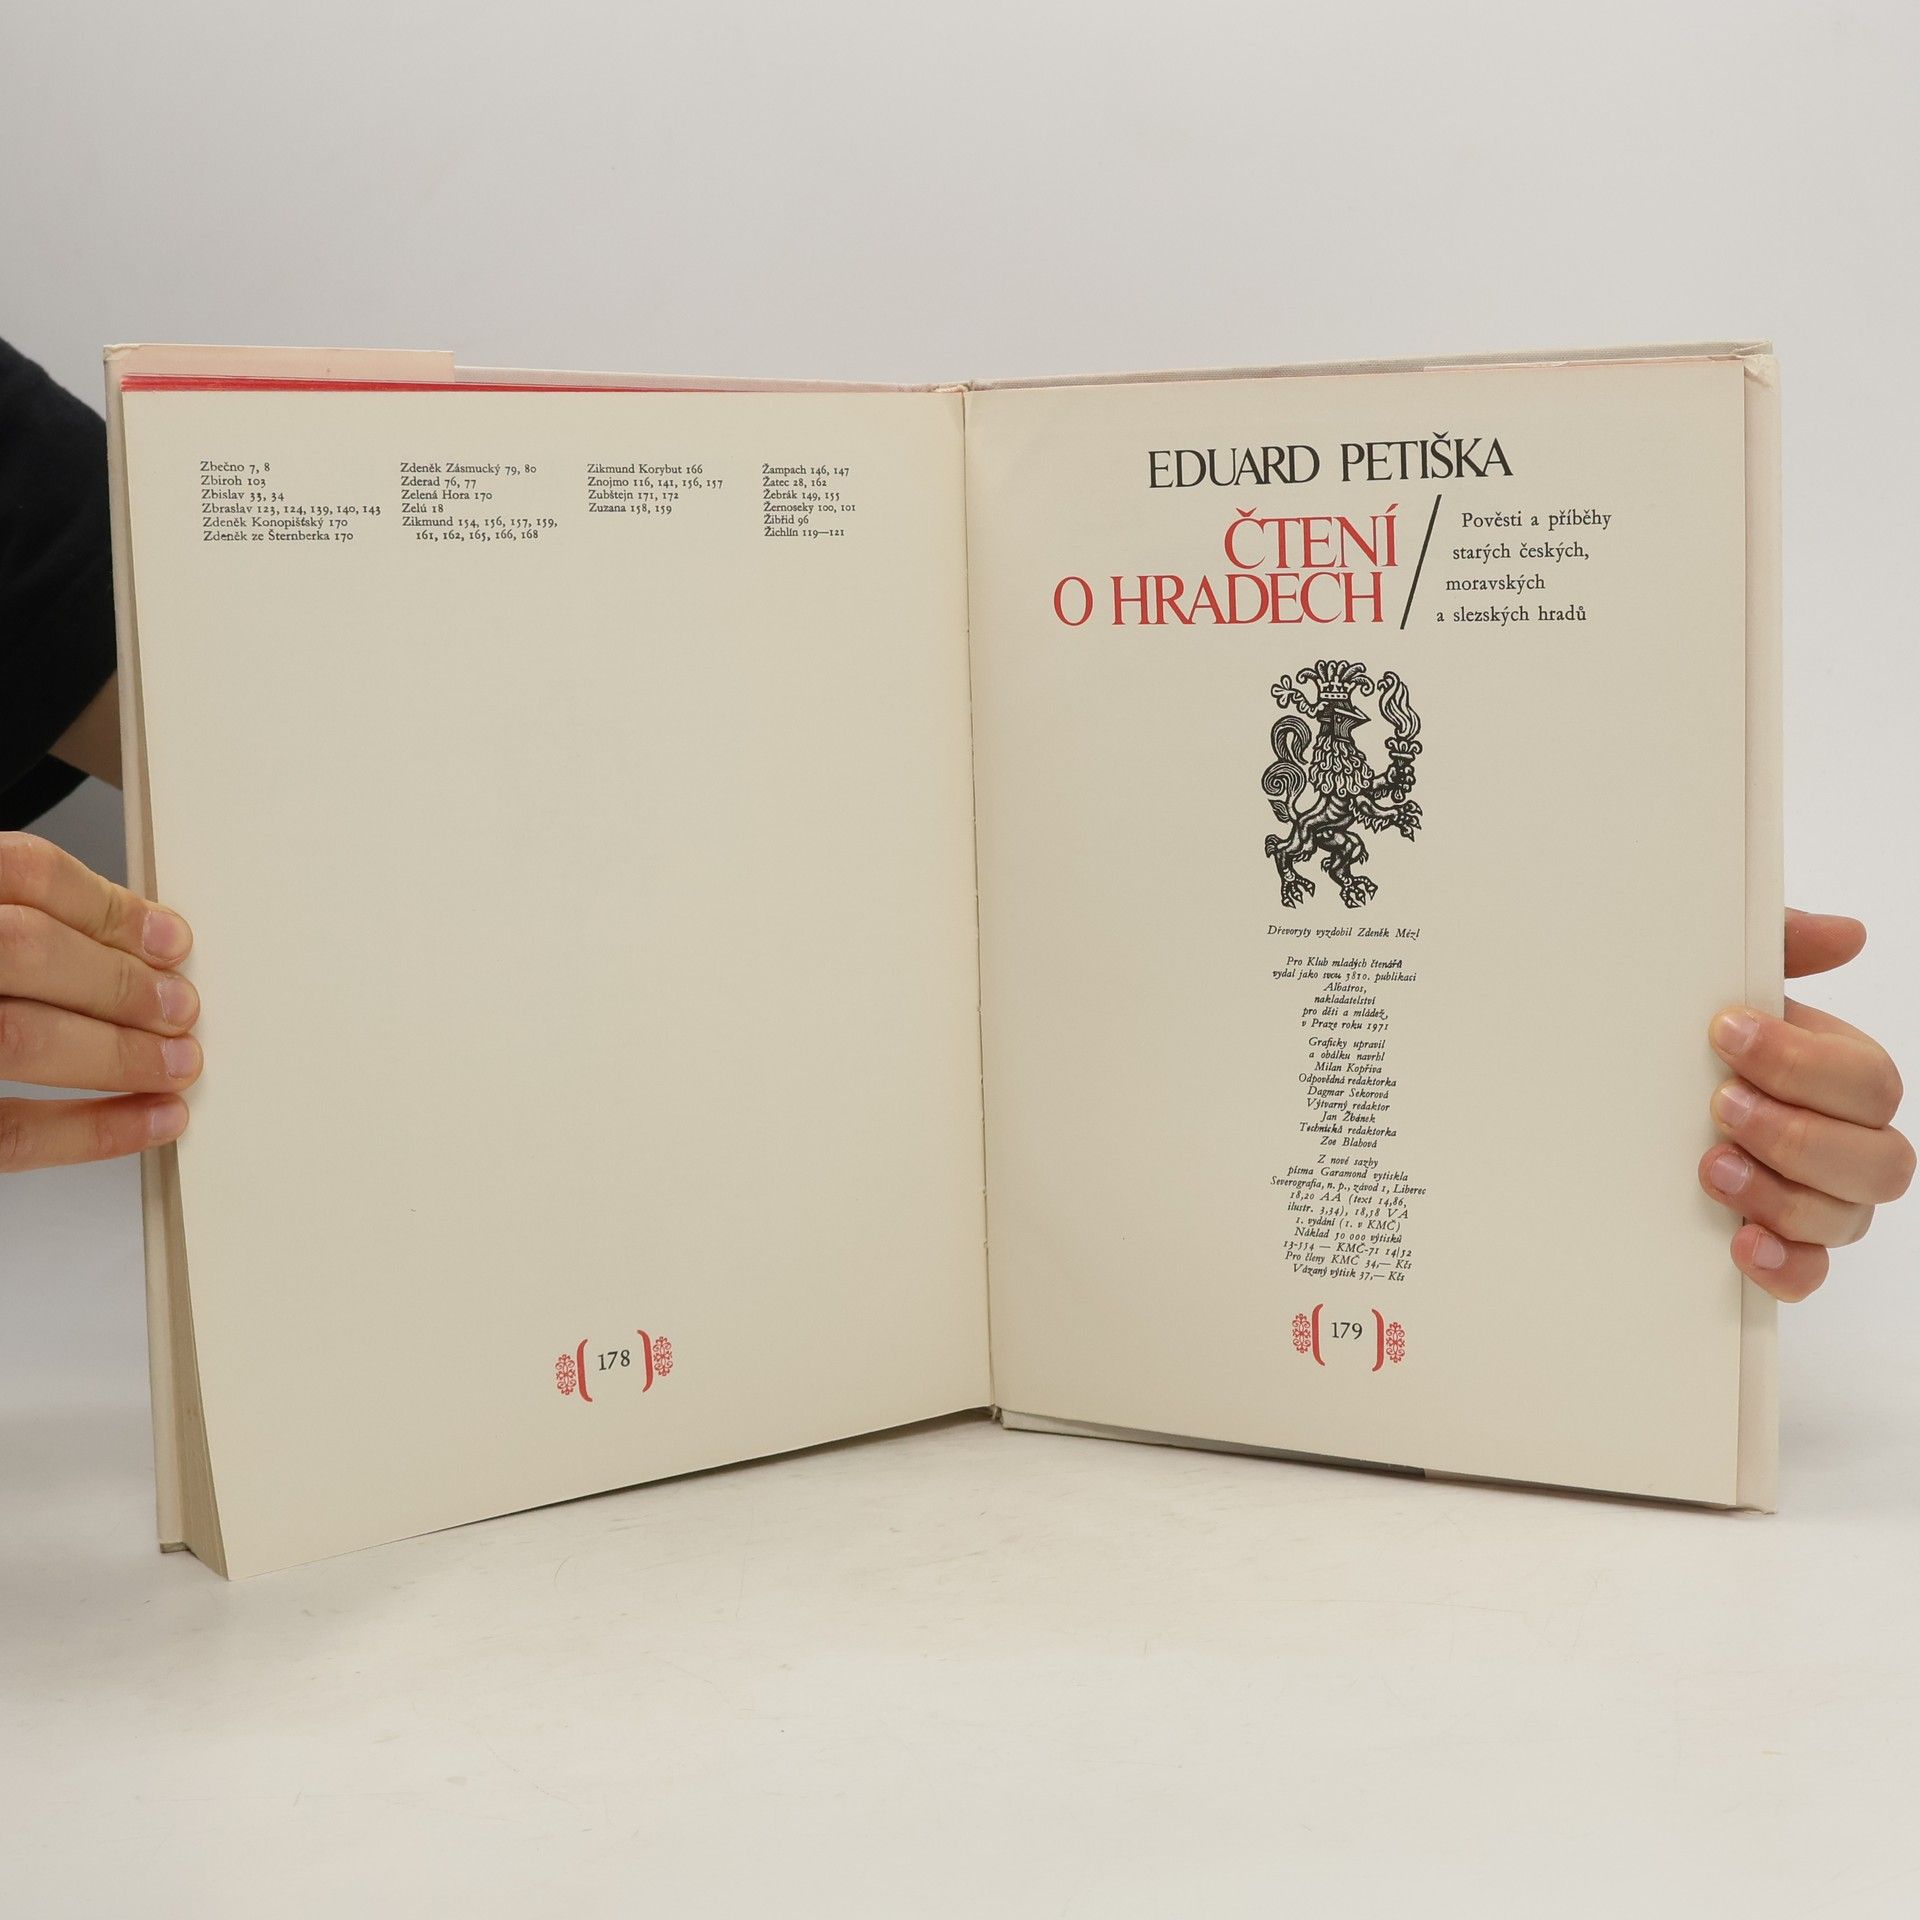 Zbečno 7, 8
Zbiroh 103
Zbislav 33, 34
Zbraslav 123, 124, 139, 140, 143
Zdeněk Konopišťský 170
Zdeněk ze Šternberka 170
Zdeněk Zásmucký 79, 80
Zderad 76, 77
Zelená Hora 170
Zelú 18
Zikmund 154, 156, 157, 159,
161, 162, 165, 166, 168
Zikmund Korybut 166
Znojmo 116, 141, 156, 157
Zubštejn 171, 172
Zuzana 158, 159
Žampach 146, 147
Žatec 28, 162
Žebrák 149, 155
Žernoseky 100, 101
Žibřid 96
Žichlín 119—121
178
EDUARD PETIŠKA
ČTENÍ
O HRADECH
Pověsti a příběhy
starých českých,
moravských
a slezských hradů
Dřevoryty vyzdobil Zdeněk Mézl
Pro Klub mladých čtenářů
vydal jako svou 3810. publikaci
Albatros,
nakladatelství
pro děti a mládež,
v Praze roku 1971
Graficky upravil
a obálku navrhl
Milan Kopřiva
Odpovědná redaktorka
Dagmar Sekorová
Výtvarný redaktor
Jan Žbánek
Technická redaktorka
Zoe Blahová
Z nové sazby
písma Garamond vytiskla
Severografia, n. p., závod 1, Liberec
18,20 AA (text 14,86,
ilustr. 3,34), 18,58 VA
1. vydání (1. v KMČ)
Náklad 50 000 výtisků
13-554 — KMČ-71 14|52
Pro členy KMČ 34,— Kčs
Vázaný výtisk 37,— Kčs
179